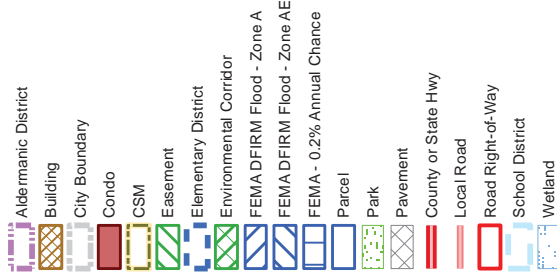 Aldermanic District
Building
City Boundary
Condo
CSM
Easement
Elementary District
Environmental Corridor
FEMA DFIRM Flood - Zone A
FEMA DFIRM Flood - Zone AE
FEMA - 0.2% Annual Chance
Parcel
Park
Pavement
County or State Hwy
Local Road
Road Right-of-Way
School District
Wetland